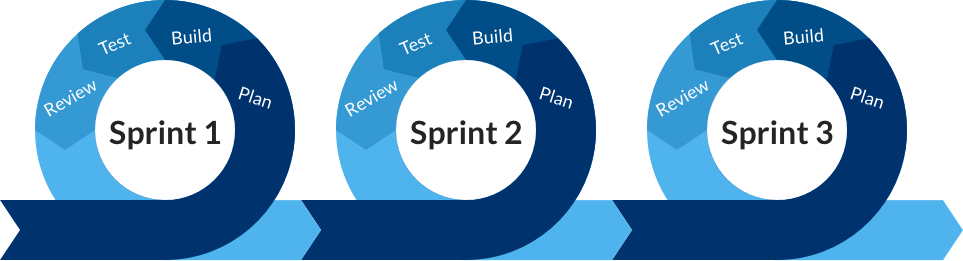 Test
Build
Review
Plan
Sprint 1
Test
Build
Review
Plan
Sprint 2
Test
Build
Review
Plan
Sprint 3